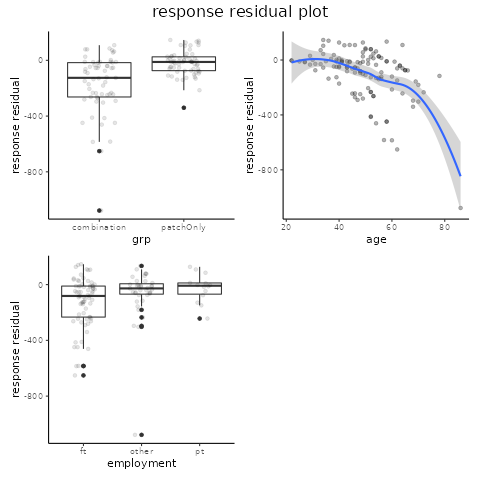 response residual plot
response residual
0
-400
-800
combination patchOnly
grp
response residual
0
-400
-800
20 40 60 80
age
response residual
0
-400
-800
ft other pt
employment